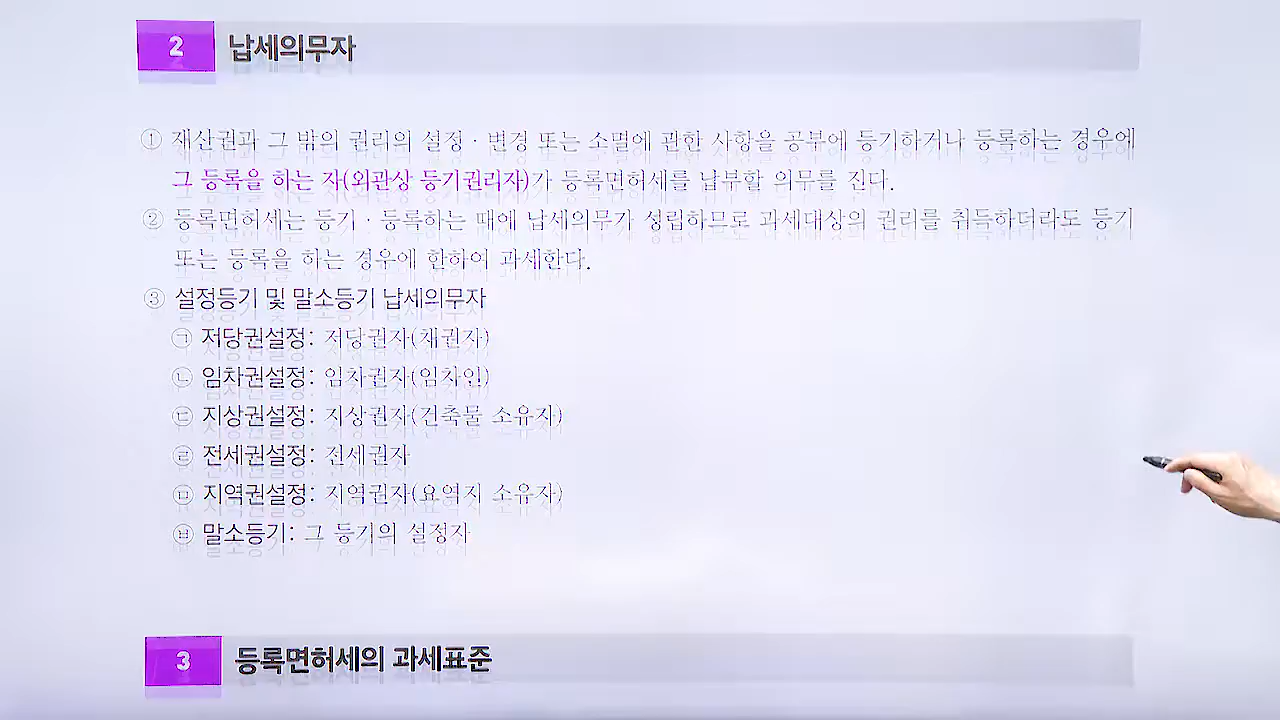 2 납세의무자
① 재산권과 그 밖의 권리의 설정·변경 또는 소멸에 관한 사항을 공부에 등기하거나 등록하는 경우에
그 등록을 하는 자(외관상 등기권리자)가 등록면허세를 납부할 의무를 진다.
② 등록면허세는 등기·등록하는 때에 납세의무가 성립하므로 과세대상의 권리를 취득하더라도 등기
또는 등록을 하는 경우에 한하여 과세한다.
③ 설정등기 및 말소등기 납세의무자
㉠ 저당권설정: 저당권자(채권자)
㉡ 임차권설정: 임차권자(임차인)
㉢ 지상권설정: 지상권자(건축물 소유자)
㉣ 전세권설정: 전세권자
㉤ 지역권설정: 지역권자(요역지 소유자)
㉥ 말소등기: 그 등기의 설정자
3 등록면허세의 과세표준